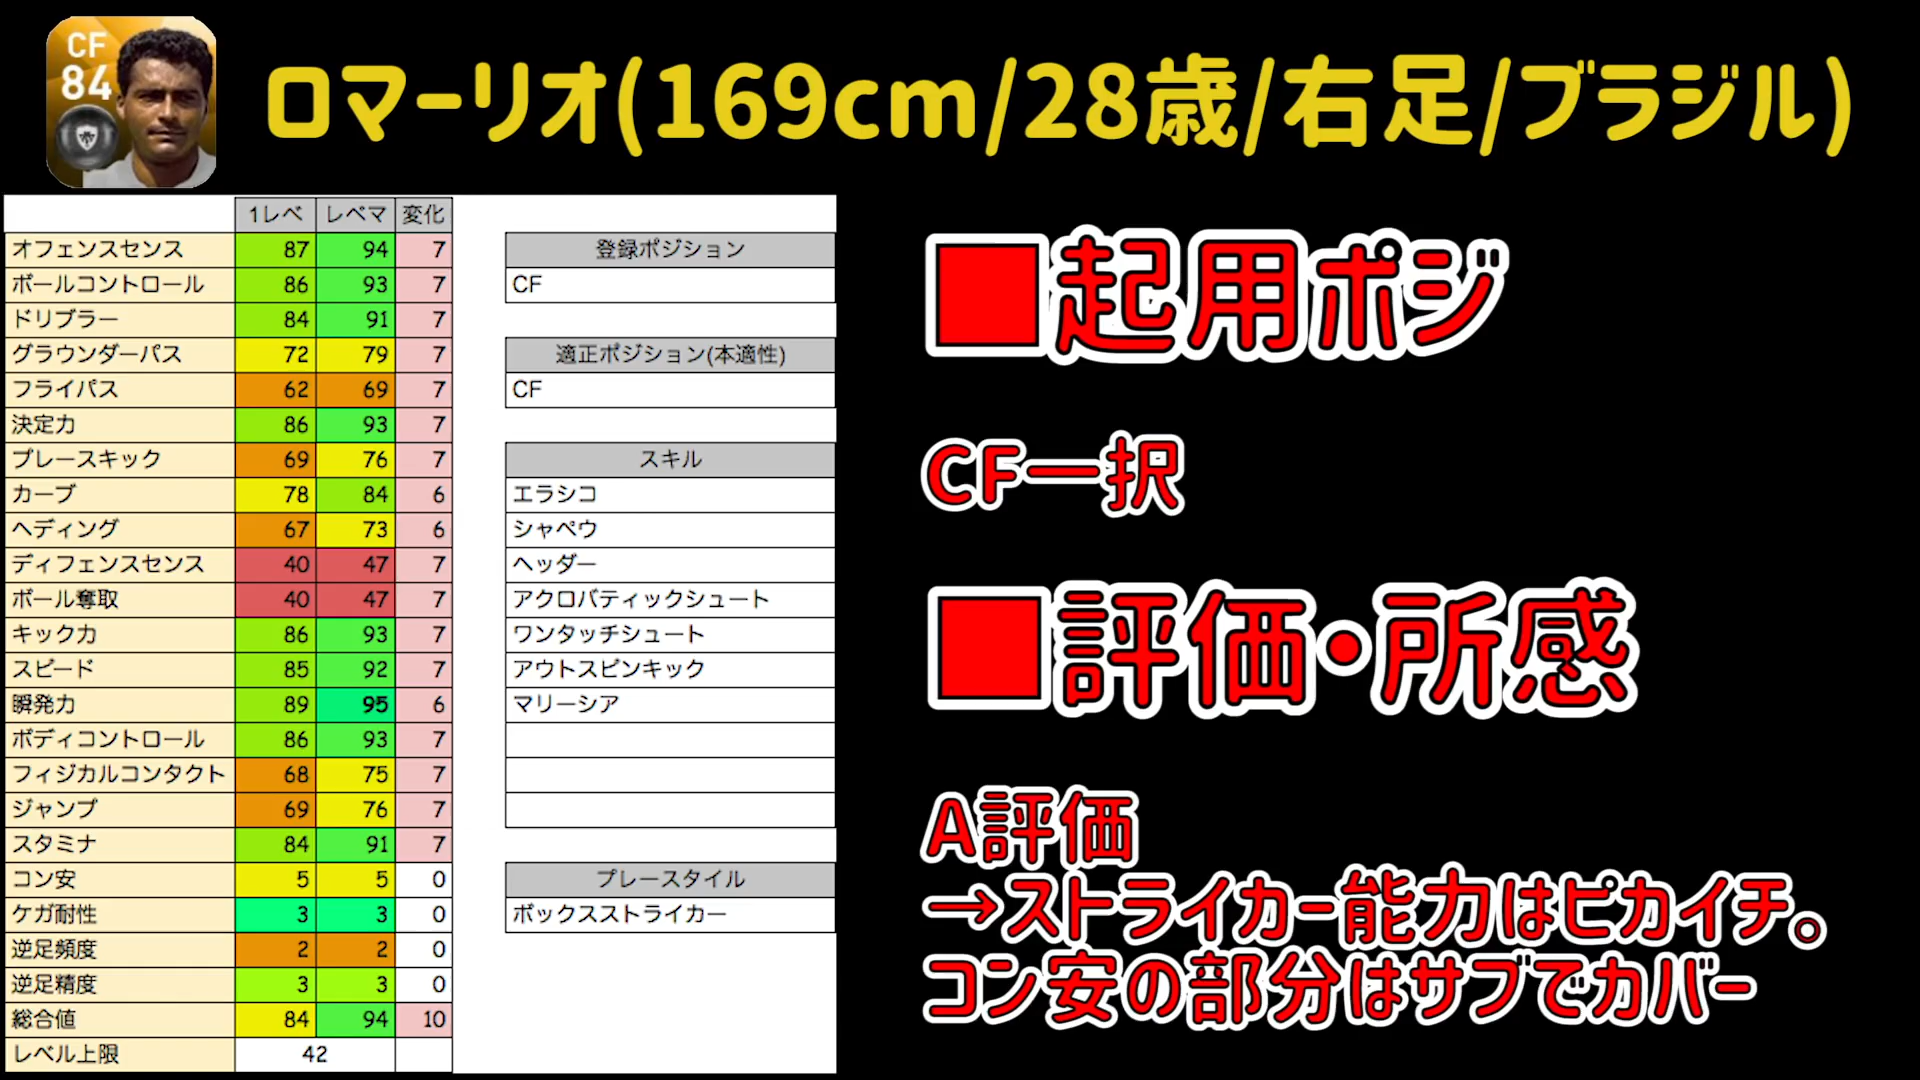 CF
84
ロマーリオ(169cm/28歳/右足/ブラジル)
1レベ レベマ 変化
オフェンスセンス 87 94 7
ボールコントロール 86 93 7
ドリブラー 84 91 7
グラウンダーパス 72 79 7
フライパス 62 69 7
決定力 86 93 7
プレースキック 69 76 7
カーブ 78 84 6
ヘディング 67 73 6
ディフェンスセンス 40 47 7
ボール奪取 40 47 7
キック力 86 93 7
スピード 85 92 7
瞬発力 89 95 6
ボディコントロール 86 93 7
フィジカルコンタクト 68 75 7
ジャンプ 69 76 7
スタミナ 84 91 7
コン安 5 5 0
ケガ耐性 3 3 0
逆足頻度 2 2 0
逆足精度 3 3 0
総合値 84 94 10
レベル上限 42
登録ポジション
CF
適正ポジション(本適性)
CF
スキル
エラシコ
シャペウ
ヘッダー
アクロバティックシュート
ワンタッチシュート
アウトスピンキック
マリーシア
プレースタイル
ボックスストライカー
■起用ポジ
CF一択
■評価・所感
A評価
→ストライカー能力はピカイチ。
コン安の部分はサブでカバー